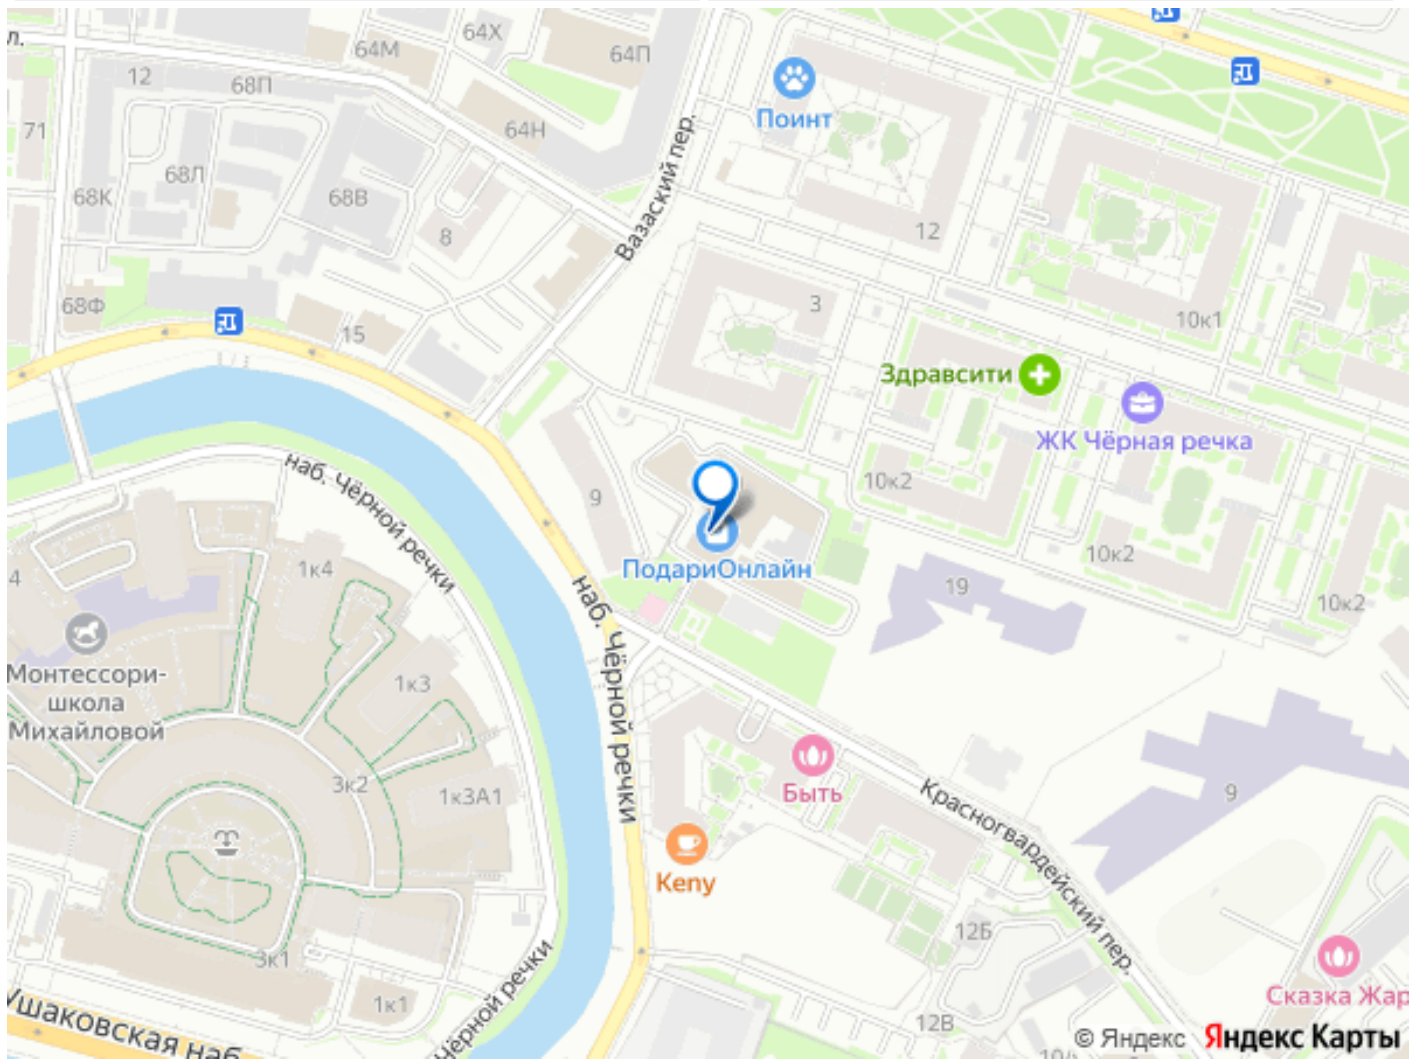 л.
64М
64Х
64П
12
68П
Поинт
71
64Н
Вазаский пер.
68Л
68К
68В
8
12
68Ф
15
3
10к1
Здравсити
ЖК Чёрная речка
наб. Чёрной речки
9
10к2
10к2
ПодариОнлайн
4
1к4
наб. Чёрной речки
19
10к2
Монтессори-
школа
Михайловой
1к3
3к2
1к3А1
Быть
Красногвардейский пер.
9
Keny
12Б
3к1
1к1
Чёрной речки
Ушаковская наб
12В
Сказка Жар
© Яндекс Яндекс Карты